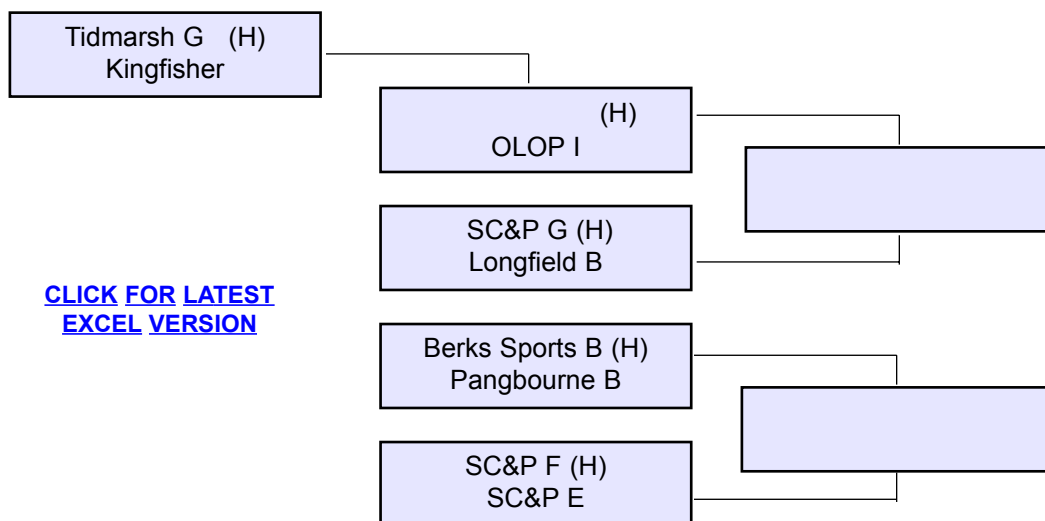 Tidmarsh G (H)
Kingfisher
(H)
OLOP I
SC&P G (H)
Longfield B
CLICK FOR LATEST
EXCEL VERSION
Berks Sports B (H)
Pangbourne B
SC&P F (H)
SC&P E